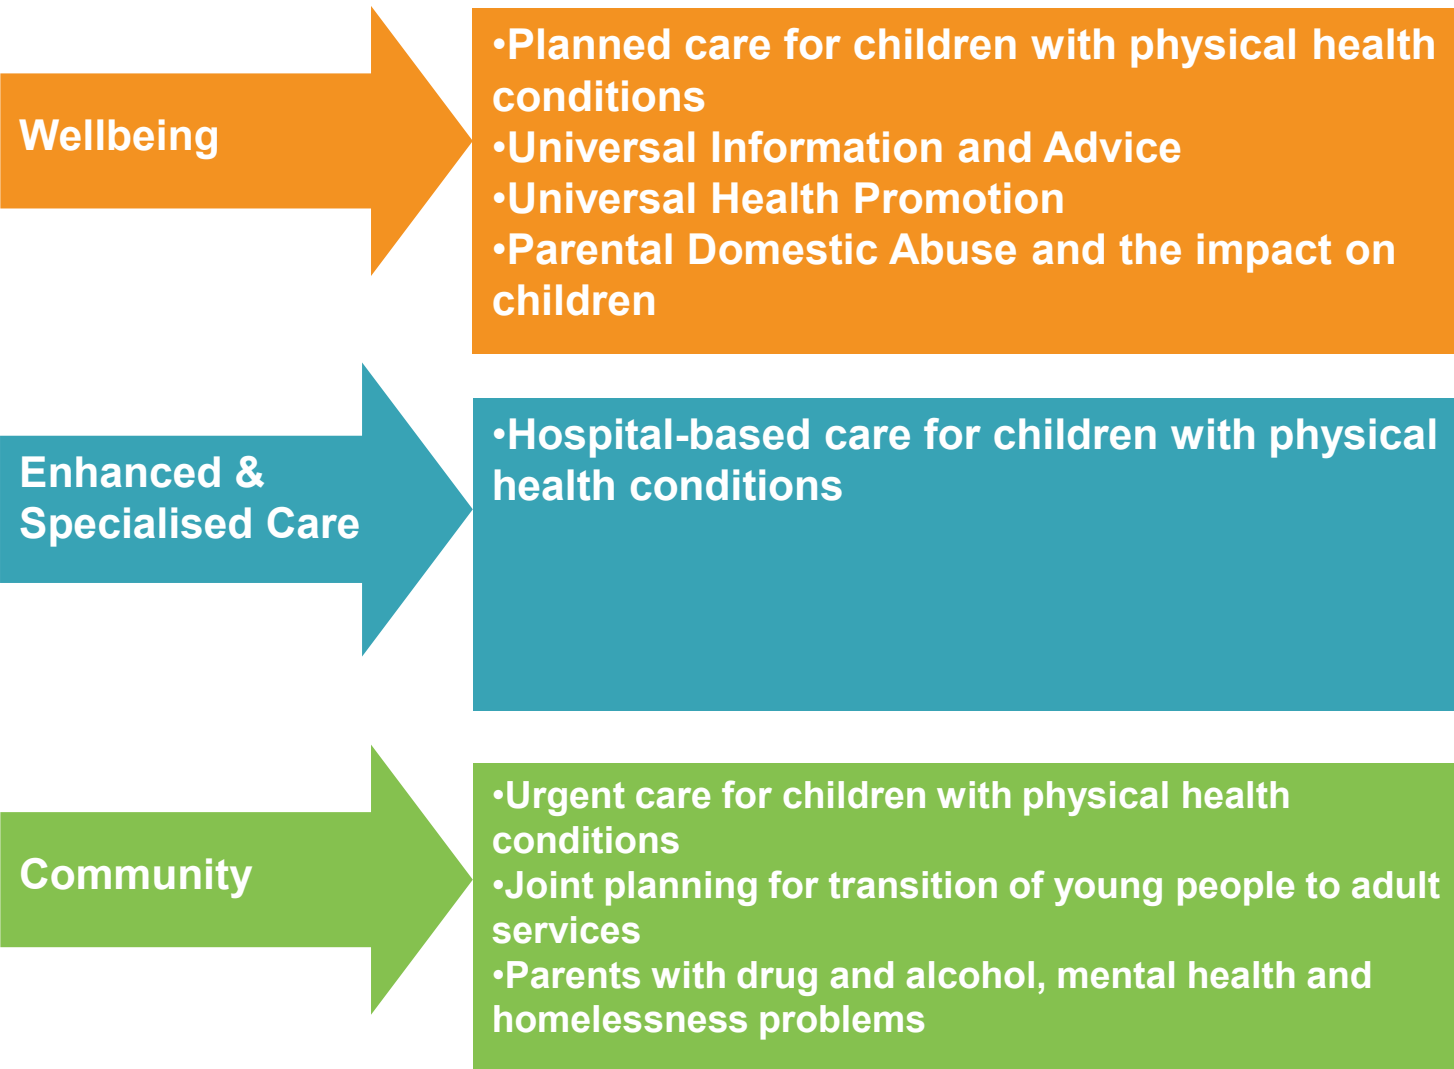 Wellbeing
•Planned care for children with physical health
conditions
•Universal Information and Advice
•Universal Health Promotion
•Parental Domestic Abuse and the impact on
children
Enhanced &
Specialised Care
•Hospital-based care for children with physical
health conditions
Community
•Urgent care for children with physical health
conditions
•Joint planning for transition of young people to adult
services
•Parents with drug and alcohol, mental health and
homelessness problems